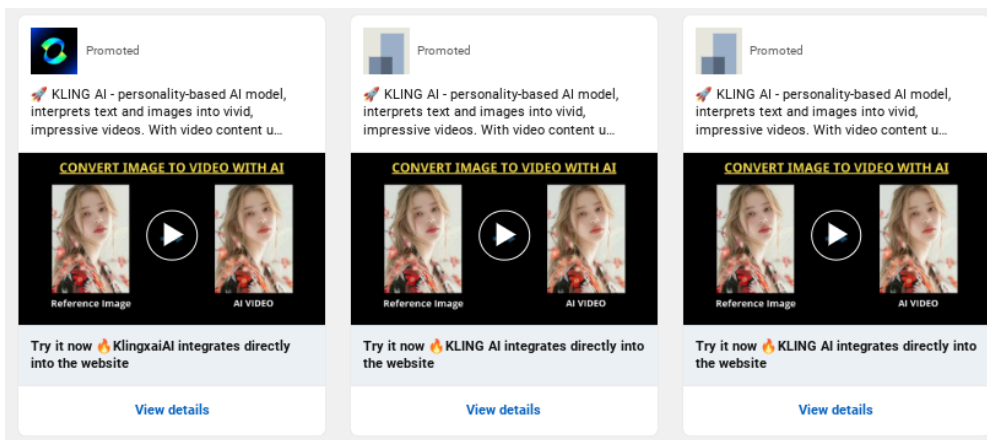 Promoted
🚀 KLING AI - personality-based AI model,
interprets text and images into vivid,
impressive videos. With video content u...
CONVERT IMAGE TO VIDEO WITH AI
Reference Image
AI VIDEO
Try it now 🔥KlingxaiAI integrates directly
into the website
View details
Promoted
🚀 KLING AI - personality-based AI model,
interprets text and images into vivid,
impressive videos. With video content u...
CONVERT IMAGE TO VIDEO WITH AI
Reference Image
AI VIDEO
Try it now 🔥KLING AI integrates directly into
the website
View details
Promoted
🚀 KLING AI - personality-based AI model,
interprets text and images into vivid,
impressive videos. With video content u...
CONVERT IMAGE TO VIDEO WITH AI
Reference Image
AI VIDEO
Try it now 🔥KLING AI integrates directly into
the website
View details